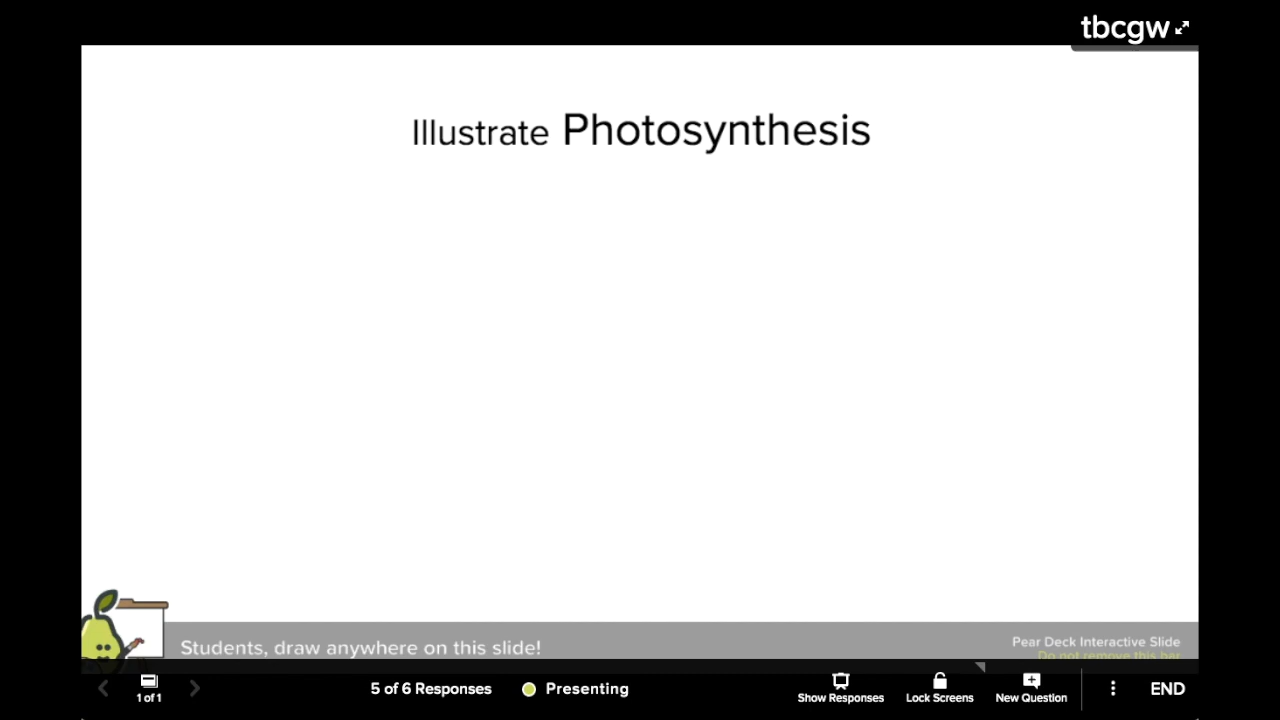 tbcgw
Illustrate Photosynthesis
Students, draw anywhere on this slide!
Pear Deck Interactive Slide
Do not remove this bar
1 of 1
5 of 6 Responses
Presenting
Show Responses
Lock Screens
New Question
END